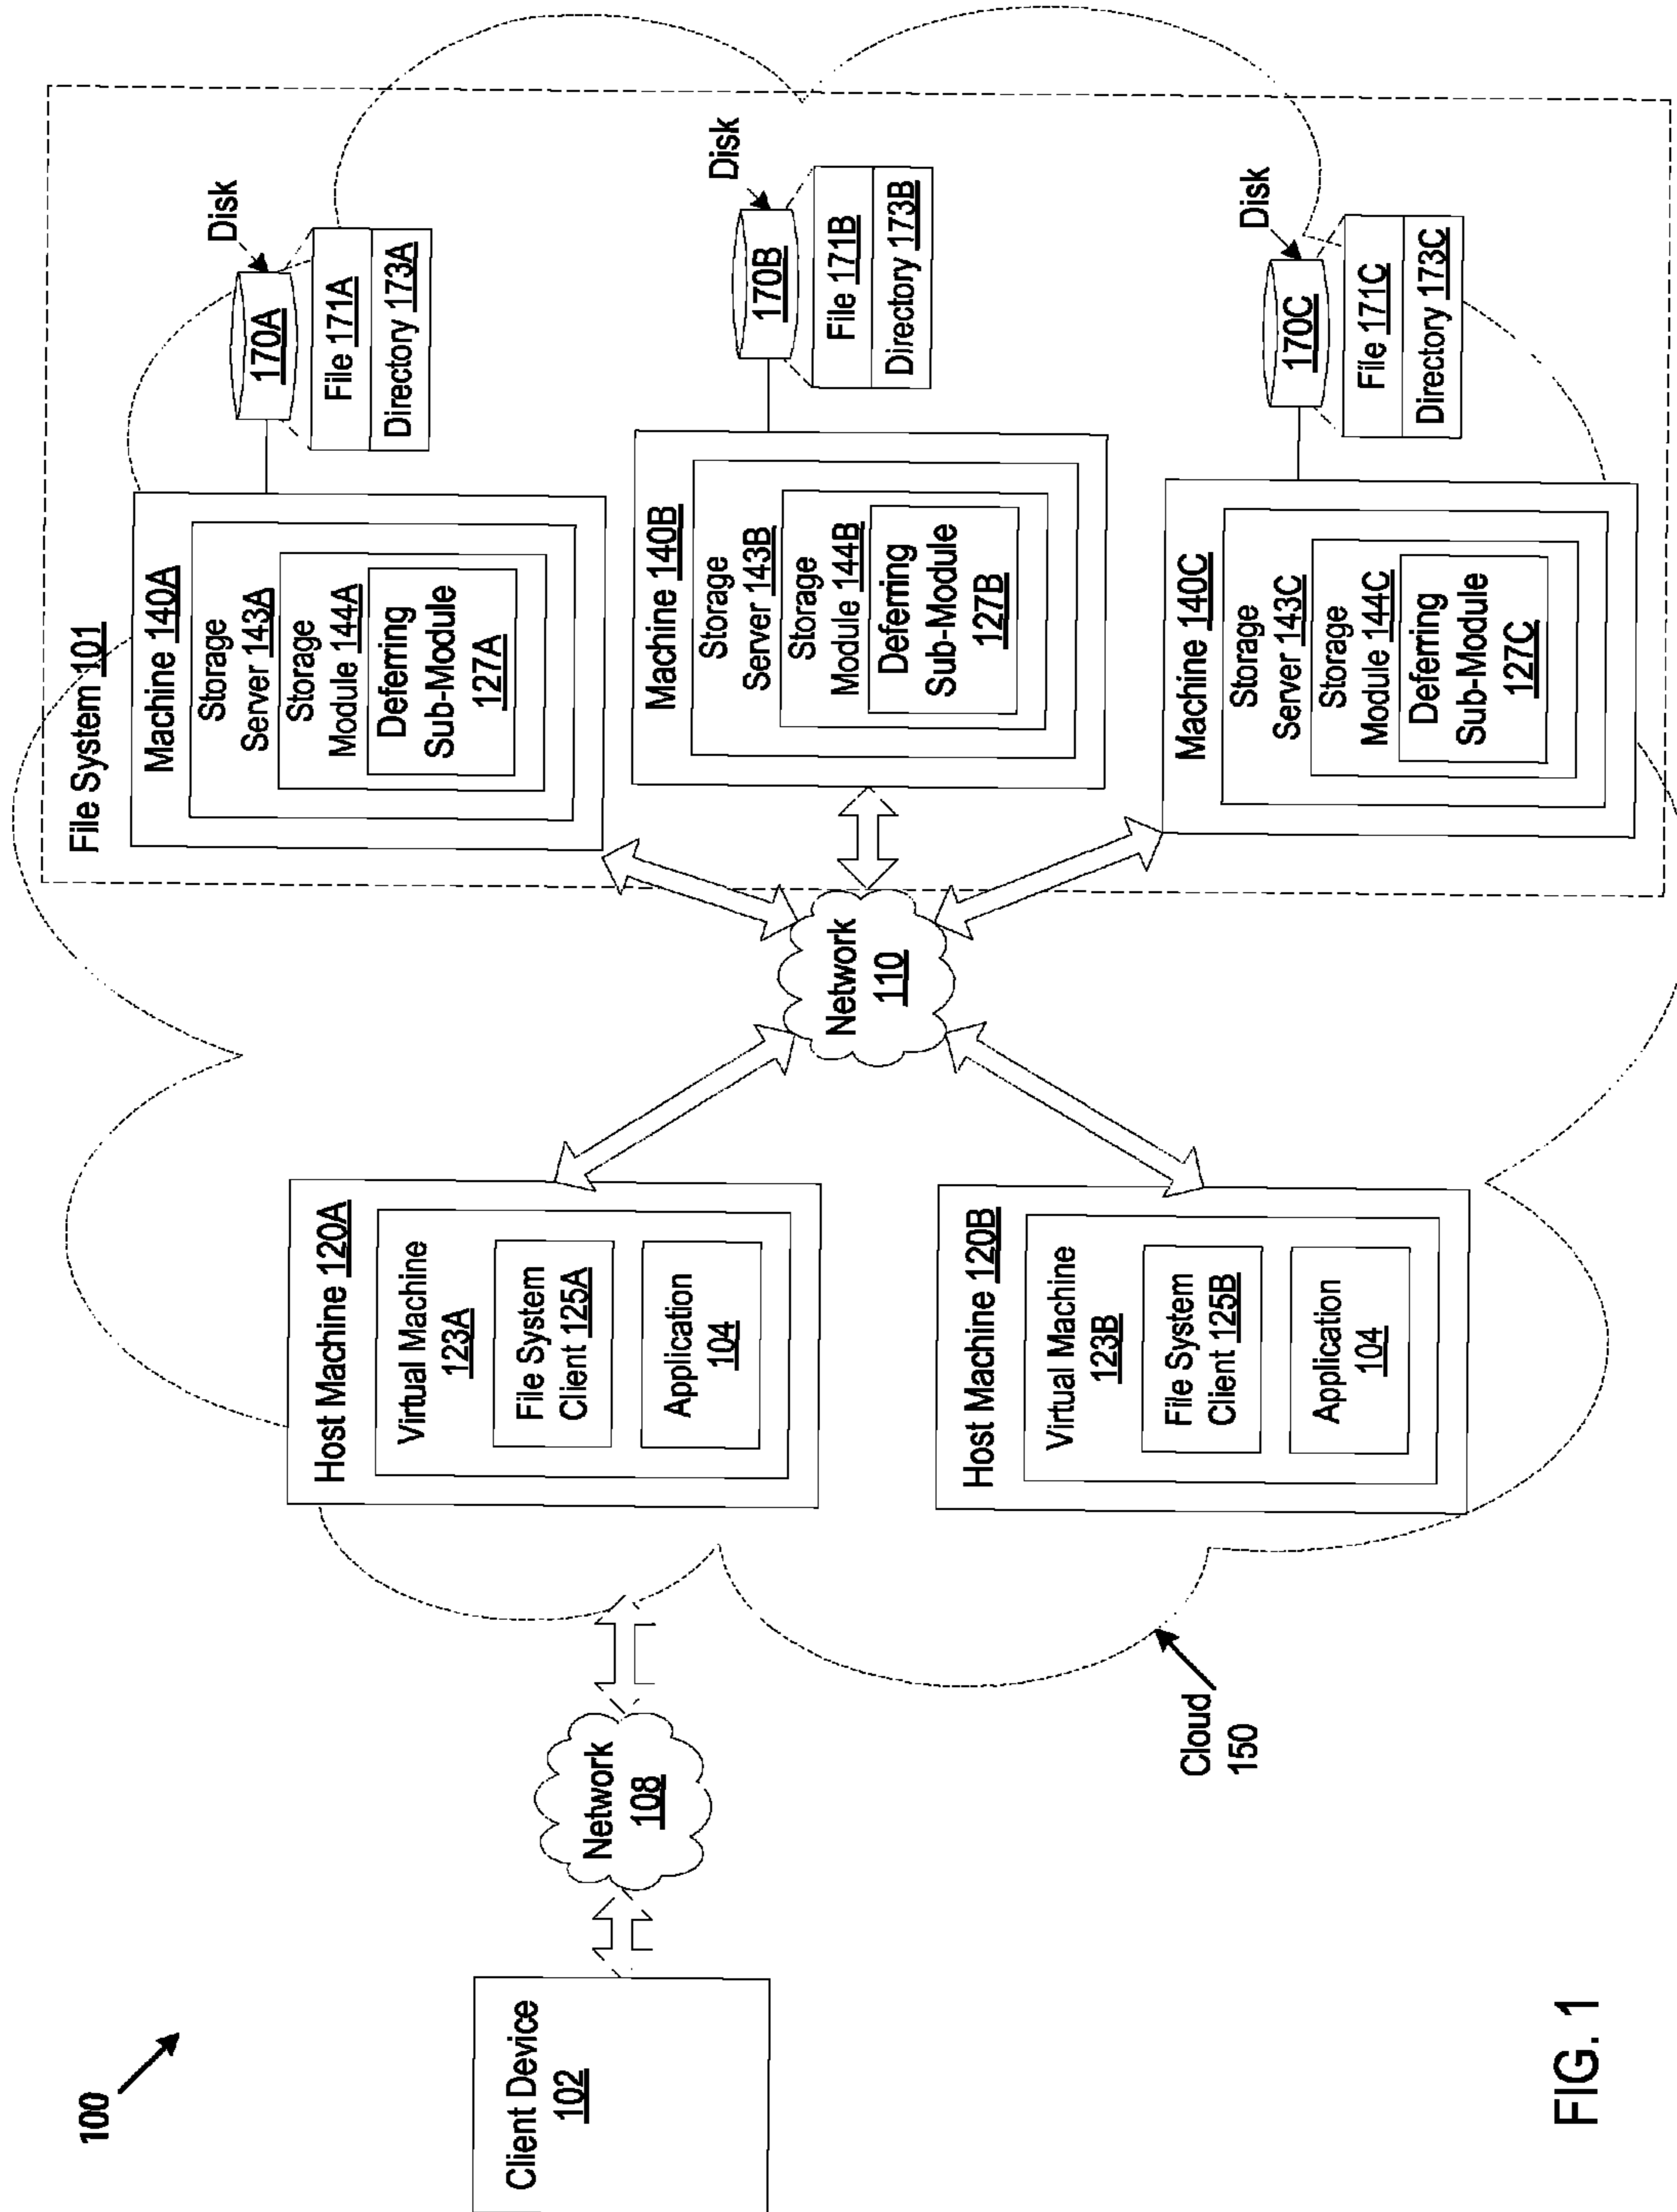 100
Client Device
102
Network
108
Cloud
150
Host Machine 120A
Virtual Machine
123A
File System
Client 125A
Application
104
Host Machine 120B
Virtual Machine
123B
File System
Client 125B
Application
104
Network
110
File System 101
Machine 140A
Storage
Server 143A
Storage
Module 144A
Deferring
Sub-Module
127A
Disk
170A
File 171A
Directory 173A
Machine 140B
Storage
Server 143B
Storage
Module 144B
Deferring
Sub-Module
127B
Disk
170B
File 171B
Directory 173B
Machine 140C
Storage
Server 143C
Storage
Module 144C
Deferring
Sub-Module
127C
Disk
170C
File 171C
Directory 173C
FIG. 1